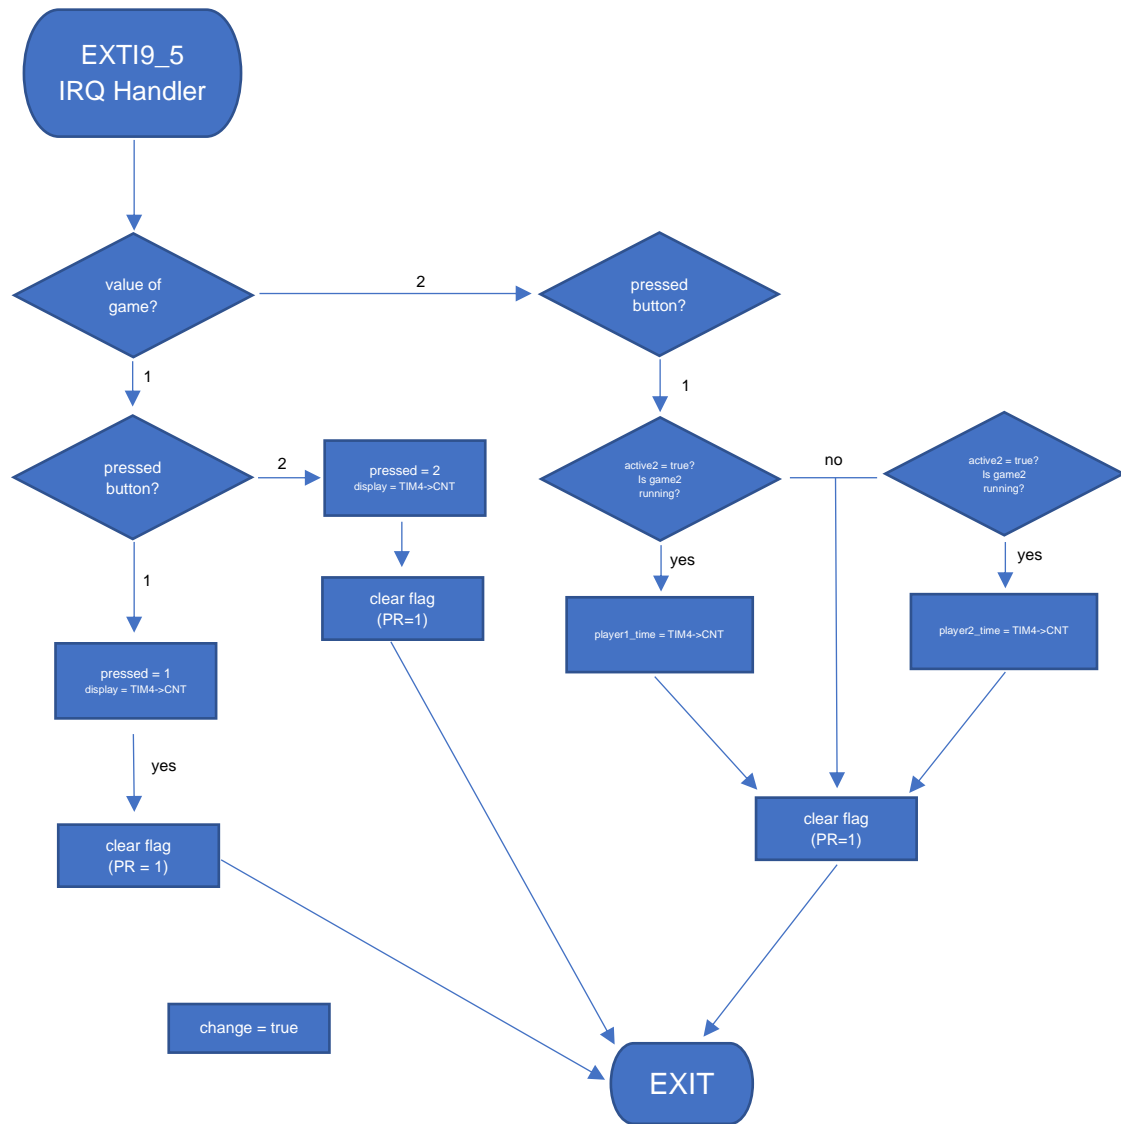 EXTI9_5
IRQ Handler
value of
game?
2
pressed
button?
1
1
pressed
button?
2
pressed = 2
display = TIM4->CNT
active2 = true?
Is game2
running?
no
active2 = true?
Is game2
running?
1
clear flag
(PR=1)
yes
yes
player1_time = TIM4->CNT
player2_time = TIM4->CNT
pressed = 1
display = TIM4->CNT
yes
clear flag
(PR = 1)
clear flag
(PR=1)
change = true
EXIT